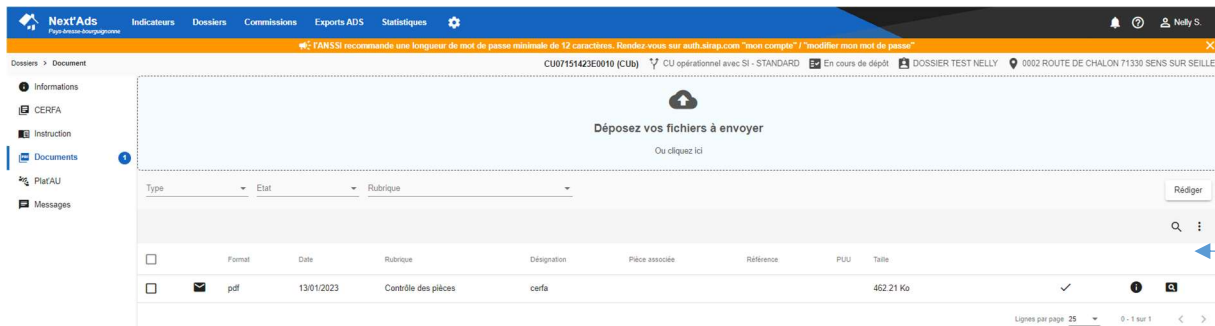 Next'Ads Indicateurs Dossiers Commissions Exports ADS Statistiques Nelly S.
Pays-bresse-bourguignonne
l'ANSSI recommande une longueur de mot de passe minimale de 12 caractères. Rendez-vous sur auth.sirap.com "mon compte" / "modifier mon mot de passe"
Dossiers > Document CU07151423E0010 (CUb) CU opérationnel avec SI - STANDARD En cours de dépôt DOSSIER TEST NELLY 0002 ROUTE DE CHALON 71330 SENS SUR SEILLE
Informations
CERFA
Instruction
Documents 1
Plat'AU
Messages
Déposez vos fichiers à envoyer
Ou cliquez ici
Type Etat Rubrique Rédiger
Format Date Rubrique Désignation Pièce associée Référence PUU Taille
pdf 13/01/2023 Contrôle des pièces cerfa 462.21 Ko
Lignes par page 25 0 - 1 sur 1